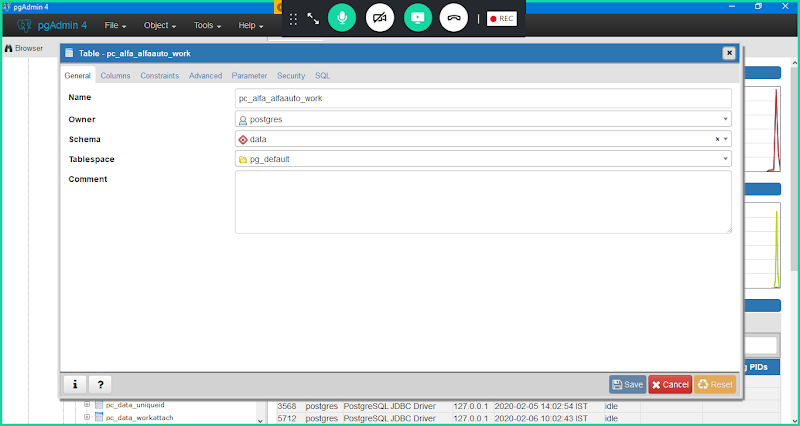 pgAdmin 4
REC
pgAdmin 4 File Object Tools Help
Browser
Table - pc_alfa_alfaauto_work
General Columns Constraints Advanced Parameter Security SQL
Name pc_alfa_alfaauto_work
Owner postgres
Schema data
Tablespace pg_default
Comment
g PIDs
i ? Save Cancel Reset
pc_data_uniqueid 3568 postgres PostgreSQL JDBC Driver 127.0.0.1 2020-02-05 14:02:54 IST idle
pc_data_workattach 5712 postgres PostgreSQL JDBC Driver 127.0.0.1 2020-02-06 10:02:43 IST idle